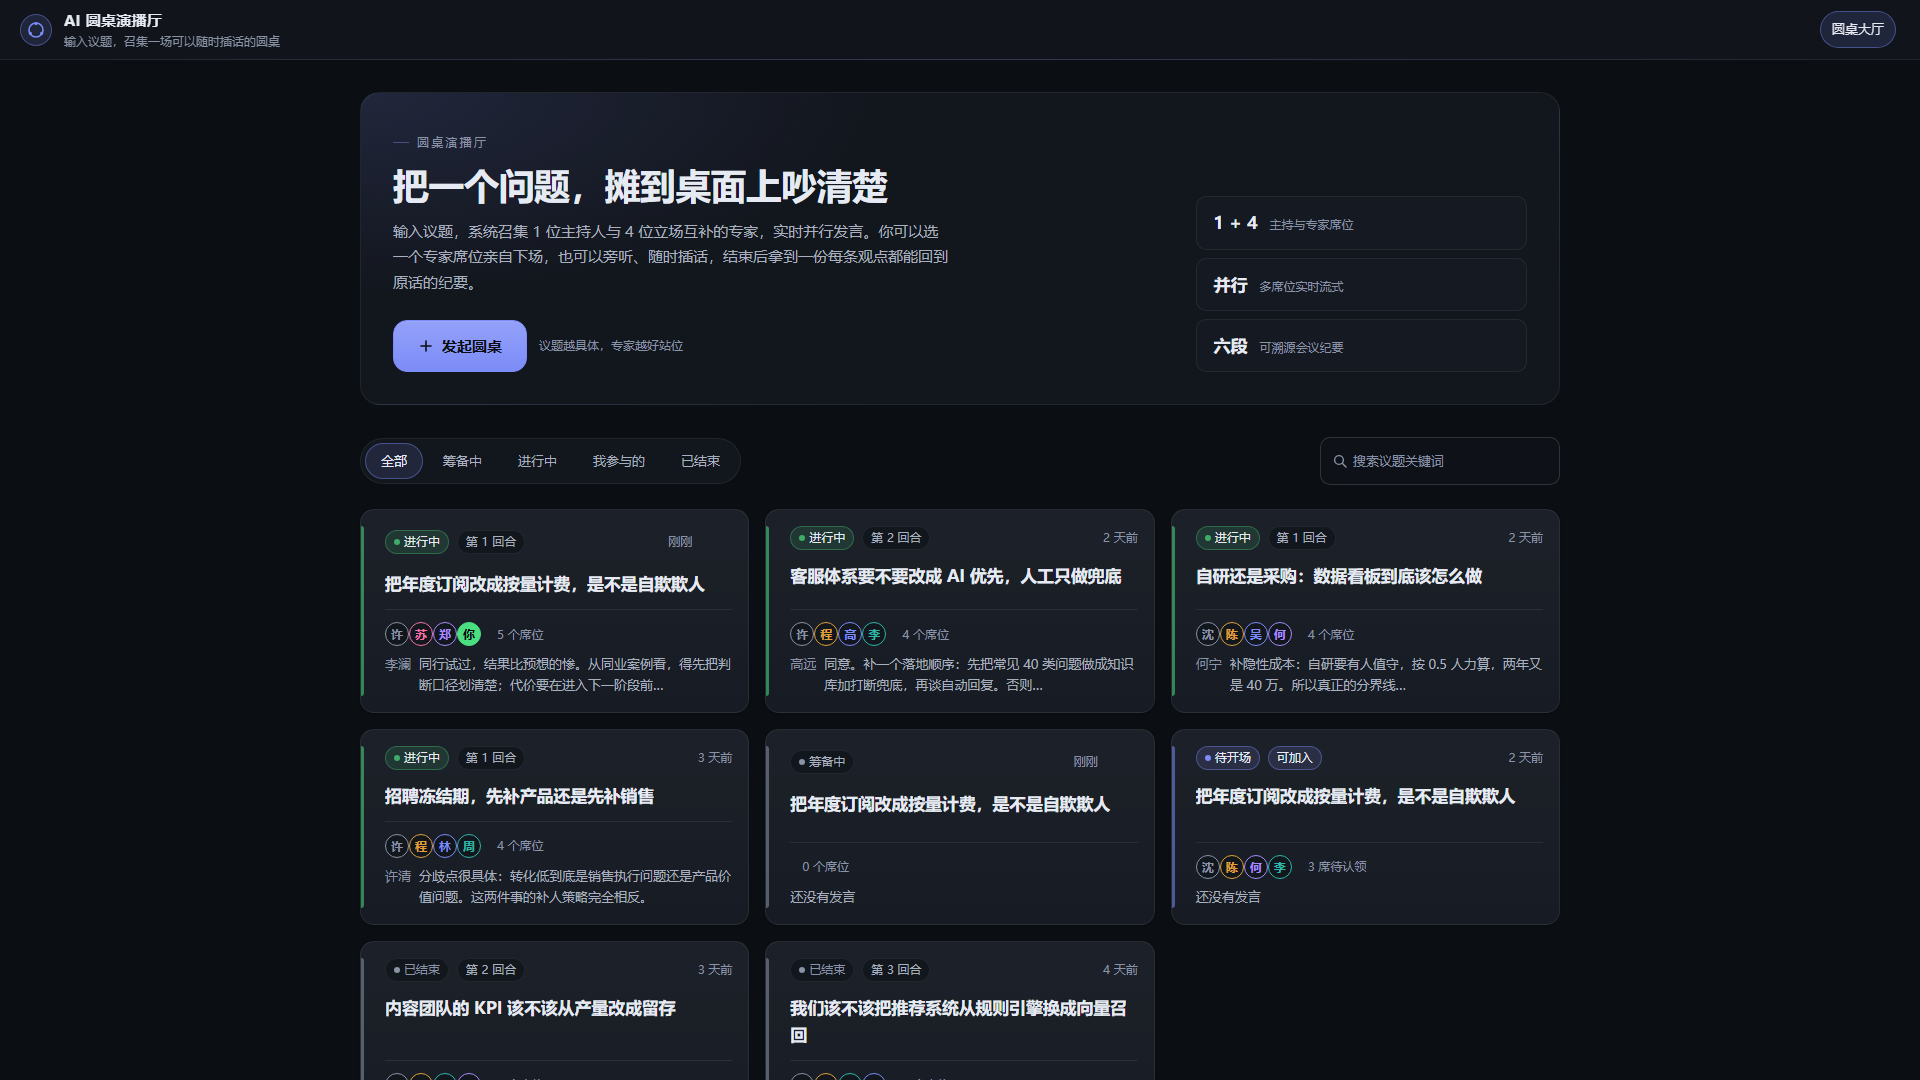 AI 圆桌演播厅
输入议题，召集一场可以随时插话的圆桌
圆桌大厅
圆桌演播厅
把一个问题，摊到桌面上吵清楚
输入议题，系统召集 1 位主持人与 4 位立场互补的专家，实时并行发言。你可以选
一个专家席位亲自下场，也可以旁听、随时插话，结束后拿到一份每条观点都能回到
原话的纪要。
+ 发起圆桌 议题越具体，专家越好站位
1 + 4 主持与专家席位
并行 多席位实时流式
六段 可溯源会议纪要
全部 筹备中 进行中 我参与的 已结束
搜索议题关键词
进行中 第 1 回合 刚刚
把年度订阅改成按量计费，是不是自欺欺人
许 苏 郑 你 5 个席位
李澜 同行试过，结果比预想的惨。从同业案例看，得先把判
断口径划清楚；代价要在进入下一阶段前...
进行中 第 2 回合 2 天前
客服体系要不要改成 AI 优先，人工只做兜底
许 程 高 李 4 个席位
高远 同意。补一个落地顺序：先把常见 40 类问题做成知识
库加打断兜底，再谈自动回复。否则...
进行中 第 1 回合 2 天前
自研还是采购：数据看板到底该怎么做
沈 陈 吴 何 4 个席位
何宁 补隐性成本：自研要有人值守，按 0.5 人力算，两年又
是 40 万。所以真正的分界线...
进行中 第 1 回合 3 天前
招聘冻结期，先补产品还是先补销售
许 程 林 周 4 个席位
许清 分歧点很具体：转化低到底是销售执行问题还是产品价
值问题。这两件事的补人策略完全相反。
筹备中 刚刚
把年度订阅改成按量计费，是不是自欺欺人
0 个席位
还没有发言
待开场 可加入 2 天前
把年度订阅改成按量计费，是不是自欺欺人
沈 陈 何 李 3 席待认领
还没有发言
已结束 第 2 回合 3 天前
内容团队的 KPI 该不该从产量改成留存
已结束 第 3 回合 4 天前
我们该不该把推荐系统从规则引擎换成向量召
回